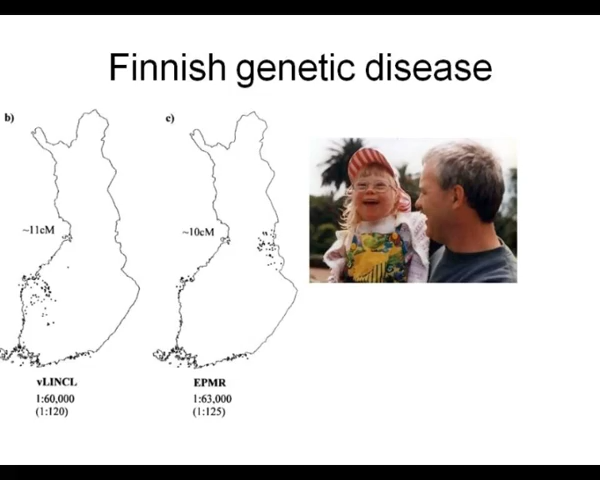 Finnish genetic disease
b)
c)
~11cM
~10cM
vLINCL
1:60,000
(1:120)
EPMR
1:63,000
(1:125)